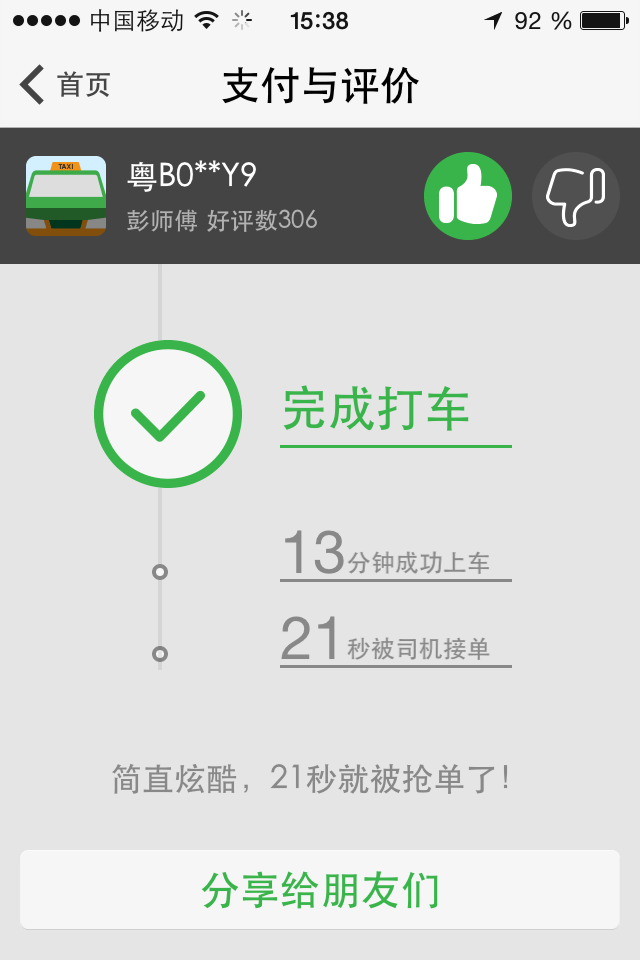 中国移动 15:38 92 %
首页 支付与评价
TAXI
粤B0**Y9
彭师傅 好评数306
完成打车
13分钟成功上车
21秒被司机接单
简直炫酷，21秒就被抢单了！
分享给朋友们